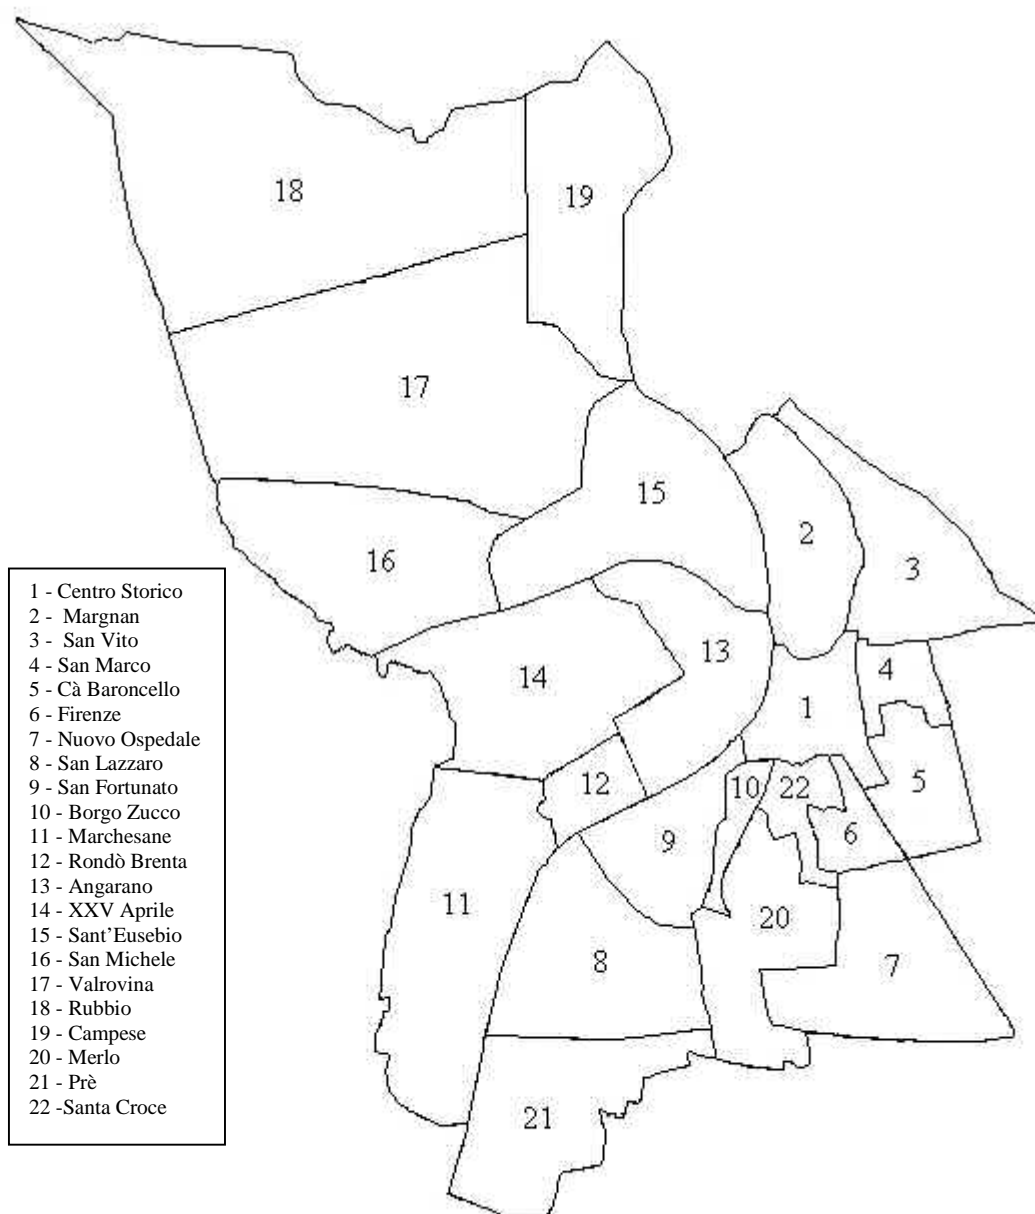 18
19
17
15
2
16
3
13
4
14
1
12
10
22
5
6
9
11
20
8
7
21
1 - Centro Storico
2 - Margnan
3 - San Vito
4 - San Marco
5 - Cà Baroncello
6 - Firenze
7 - Nuovo Ospedale
8 - San Lazzaro
9 - San Fortunato
10 - Borgo Zucco
11 - Marchesane
12 - Rondò Brenta
13 - Angarano
14 - XXV Aprile
15 - Sant'Eusebio
16 - San Michele
17 - Valrovina
18 - Rubbio
19 - Campese
20 - Merlo
21 - Prè
22 -Santa Croce